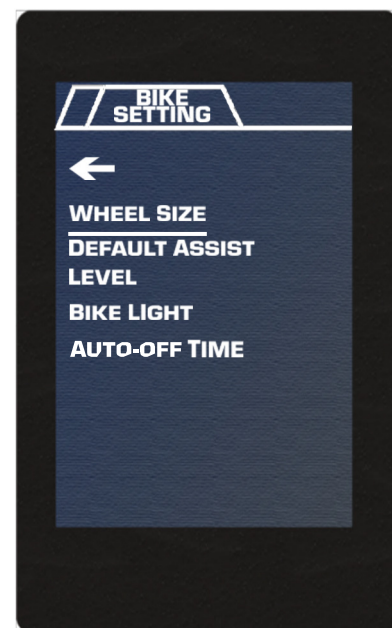 BIKE
SETTING
WHEEL SIZE
DEFAULT ASSIST
LEVEL
BIKE LIGHT
AUTO-OFF TIME